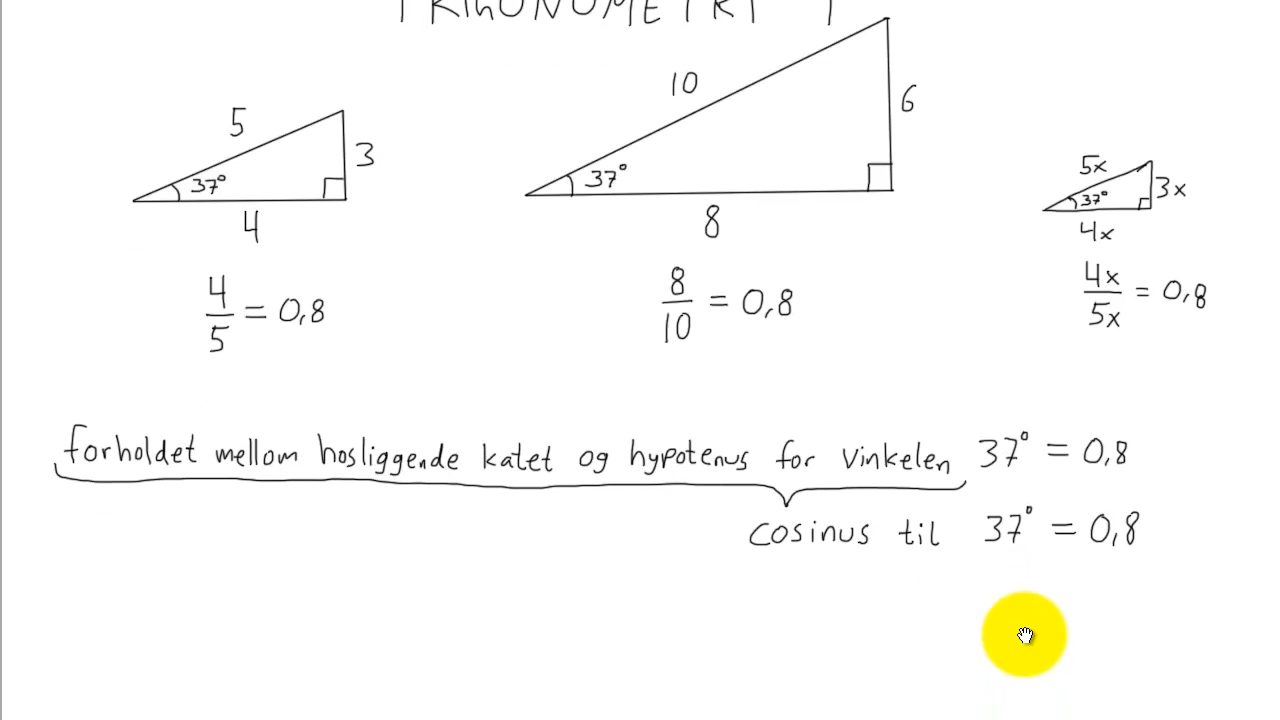 TRIGONOMETRI 1
5
3
37°
4
4/5 = 0,8
10
6
37°
8
8/10 = 0,8
5x
3x
37°
4x
4x/5x = 0,8
forholdet mellom hosliggende katet og hypotenus for vinkelen 37° = 0,8
cosinus til 37° = 0,8